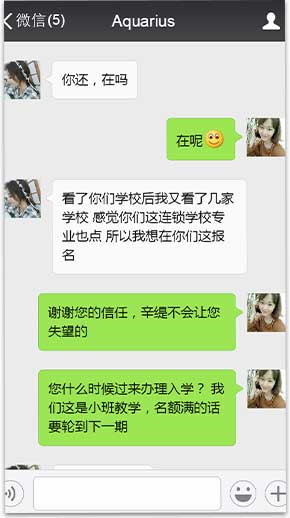 微信(5)
Aquarius
你还，在吗
在呢
看了你们学校后我又看了几家
学校 感觉你们这连锁学校专
业也点 所以我想在你们这报
名
谢谢您的信任，辛缇不会让您
失望的
您什么时候过来办理入学？ 我
们这是小班教学，名额满的话
要轮到下一期